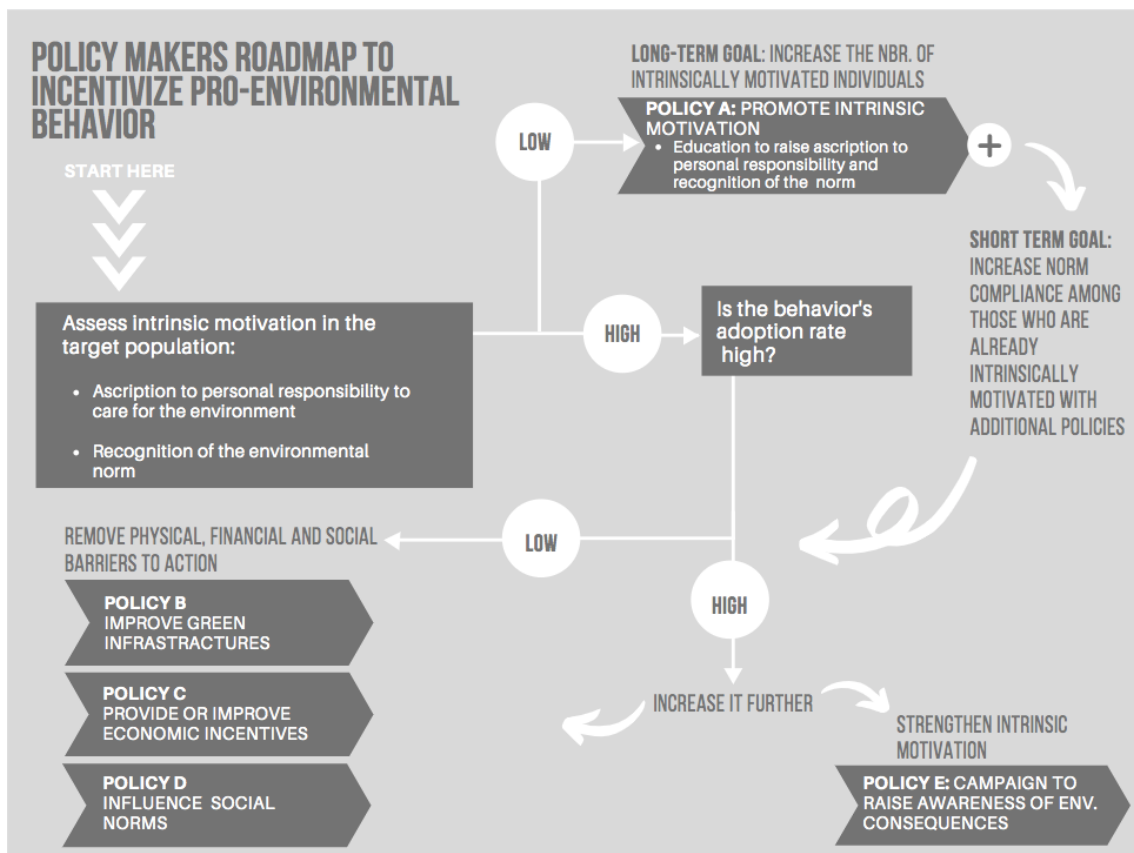 POLICY MAKERS ROADMAP TO
INCENTIVIZE PRO-ENVIRONMENTAL
BEHAVIOR
START HERE
Assess intrinsic motivation in the
target population:
• Ascription to personal responsibility to
care for the environment
• Recognition of the environmental
norm
LOW
LONG-TERM GOAL: INCREASE THE NBR. OF
INTRINSICALLY MOTIVATED INDIVIDUALS
POLICY A: PROMOTE INTRINSIC
MOTIVATION
• Education to raise ascription to
personal responsibility and
recognition of the norm
+
SHORT TERM GOAL:
INCREASE NORM
COMPLIANCE AMONG
THOSE WHO ARE
ALREADY
INTRINSICALLY
MOTIVATED WITH
ADDITIONAL POLICIES
HIGH
Is the behavior's
adoption rate
high?
LOW
REMOVE PHYSICAL, FINANCIAL AND SOCIAL
BARRIERS TO ACTION
POLICY B
IMPROVE GREEN
INFRASTRACTURES
POLICY C
PROVIDE OR IMPROVE
ECONOMIC INCENTIVES
POLICY D
INFLUENCE SOCIAL
NORMS
HIGH
INCREASE IT FURTHER
STRENGTHEN INTRINSIC
MOTIVATION
POLICY E: CAMPAIGN TO
RAISE AWARENESS OF ENV.
CONSEQUENCES